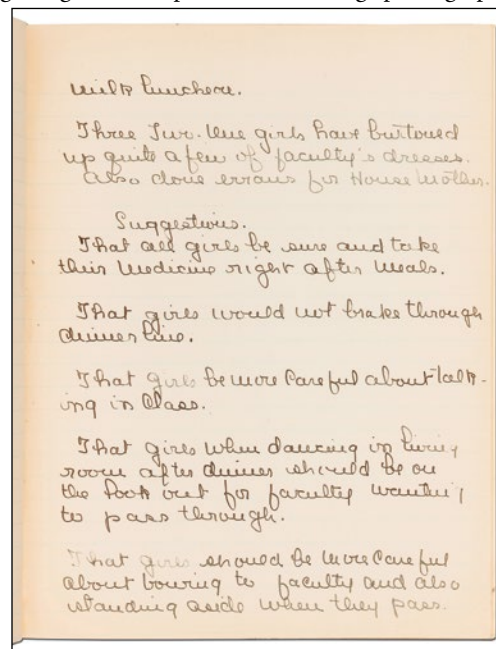 Milk Luncheon.
Three girls have buttoned
up quite a few of faculty's dresses.
Also done errans for House Mother.
Suggestions.
That all girls be sure and take
their Medicine right after Meals.
That girls would not brake through
dinner line.
That girls be more Careful about talk-
ing in Class.
That girls when dancing in living
room after dinner should be on
the look out for faculty wanting
to pass through.
That girls should be more Careful
about bowing to faculty and also
standing aside when they pass.